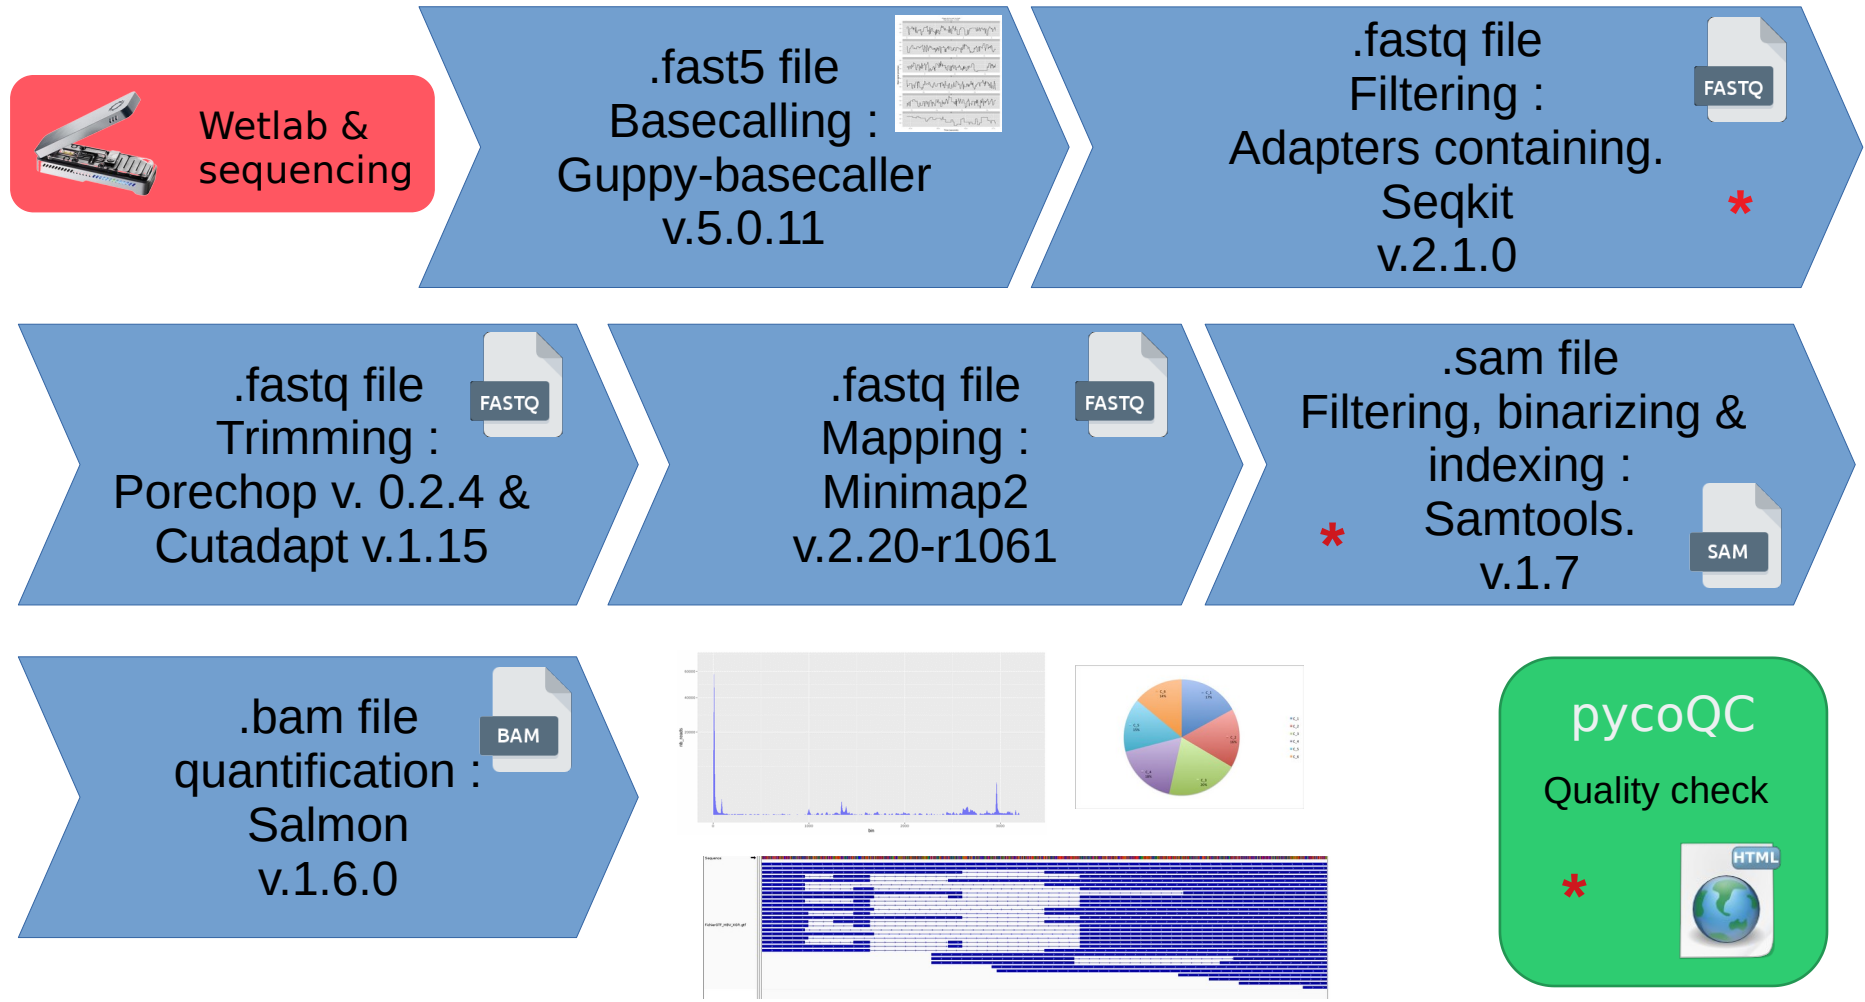 Wetlab &
sequencing
.fast5 file
Basecalling :
Guppy-basecaller
v.5.0.11
.fastq file
Filtering :
Adapters containing.
Seqkit
v.2.1.0
*
FASTQ
.fastq file
Trimming :
Porechop v. 0.2.4 &
Cutadapt v.1.15
FASTQ
.fastq file
Mapping :
Minimap2
v.2.20-r1061
FASTQ
.sam file
Filtering, binarizing &
indexing :
Samtools.
v.1.7
*
SAM
.bam file
quantification :
Salmon
v.1.6.0
BAM
Sequence
pycoQC
Quality check
*
HTML